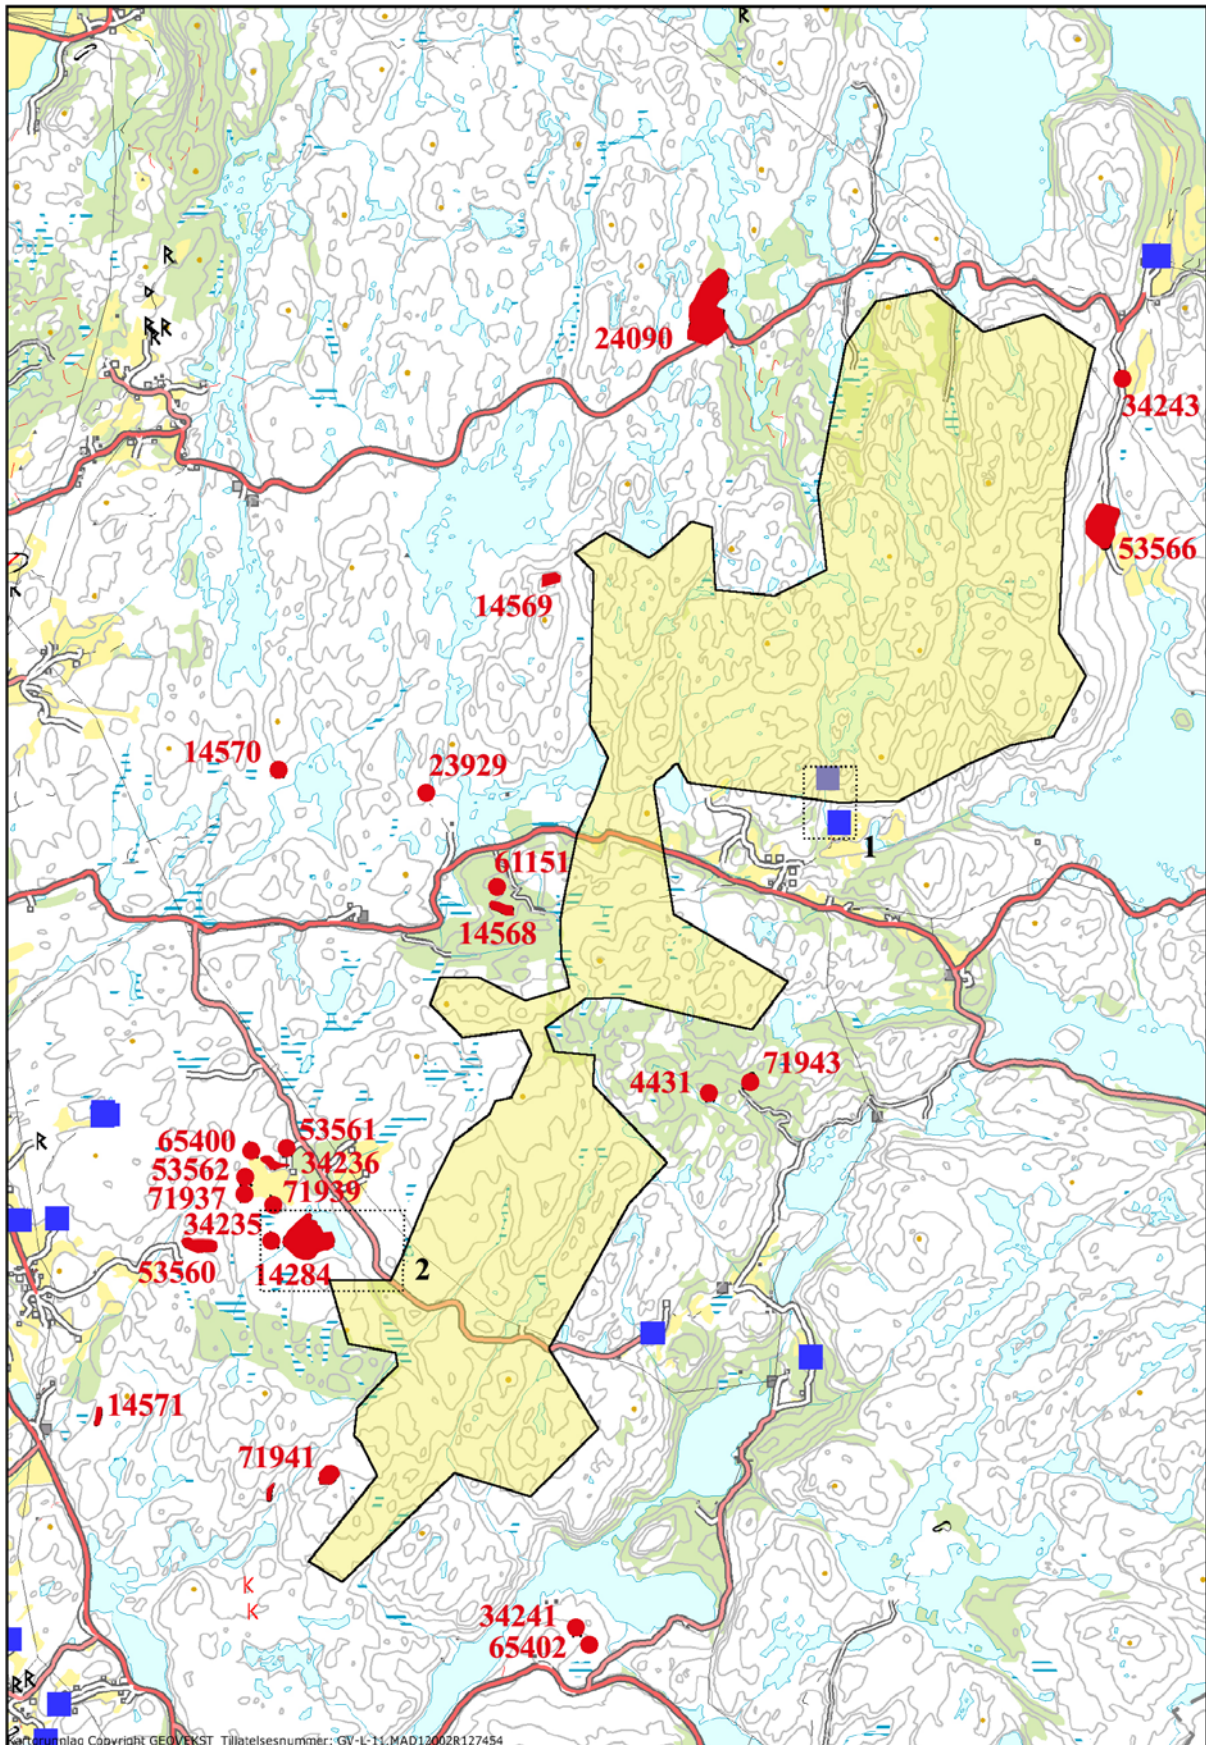 R
R
24090
R
R
R
34243
53566
14569
R
14570
23929
1
61151
14568
71943
4431
53561
R
65400
34236
53562
71937
71939
34235
2
14284
53560
14571
71941
K
K
34241
65402
R
R
Kartgrunnlag Copyright GEOVEKST Tillatelsesnummer: GV-L-11.MAD12002R127454